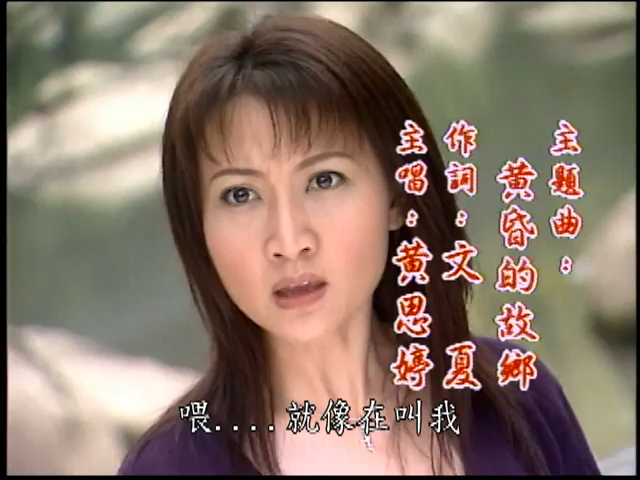 主題曲：
黃昏的故鄉
作詞：文夏
主唱：黃思婷
喂....就像在叫我